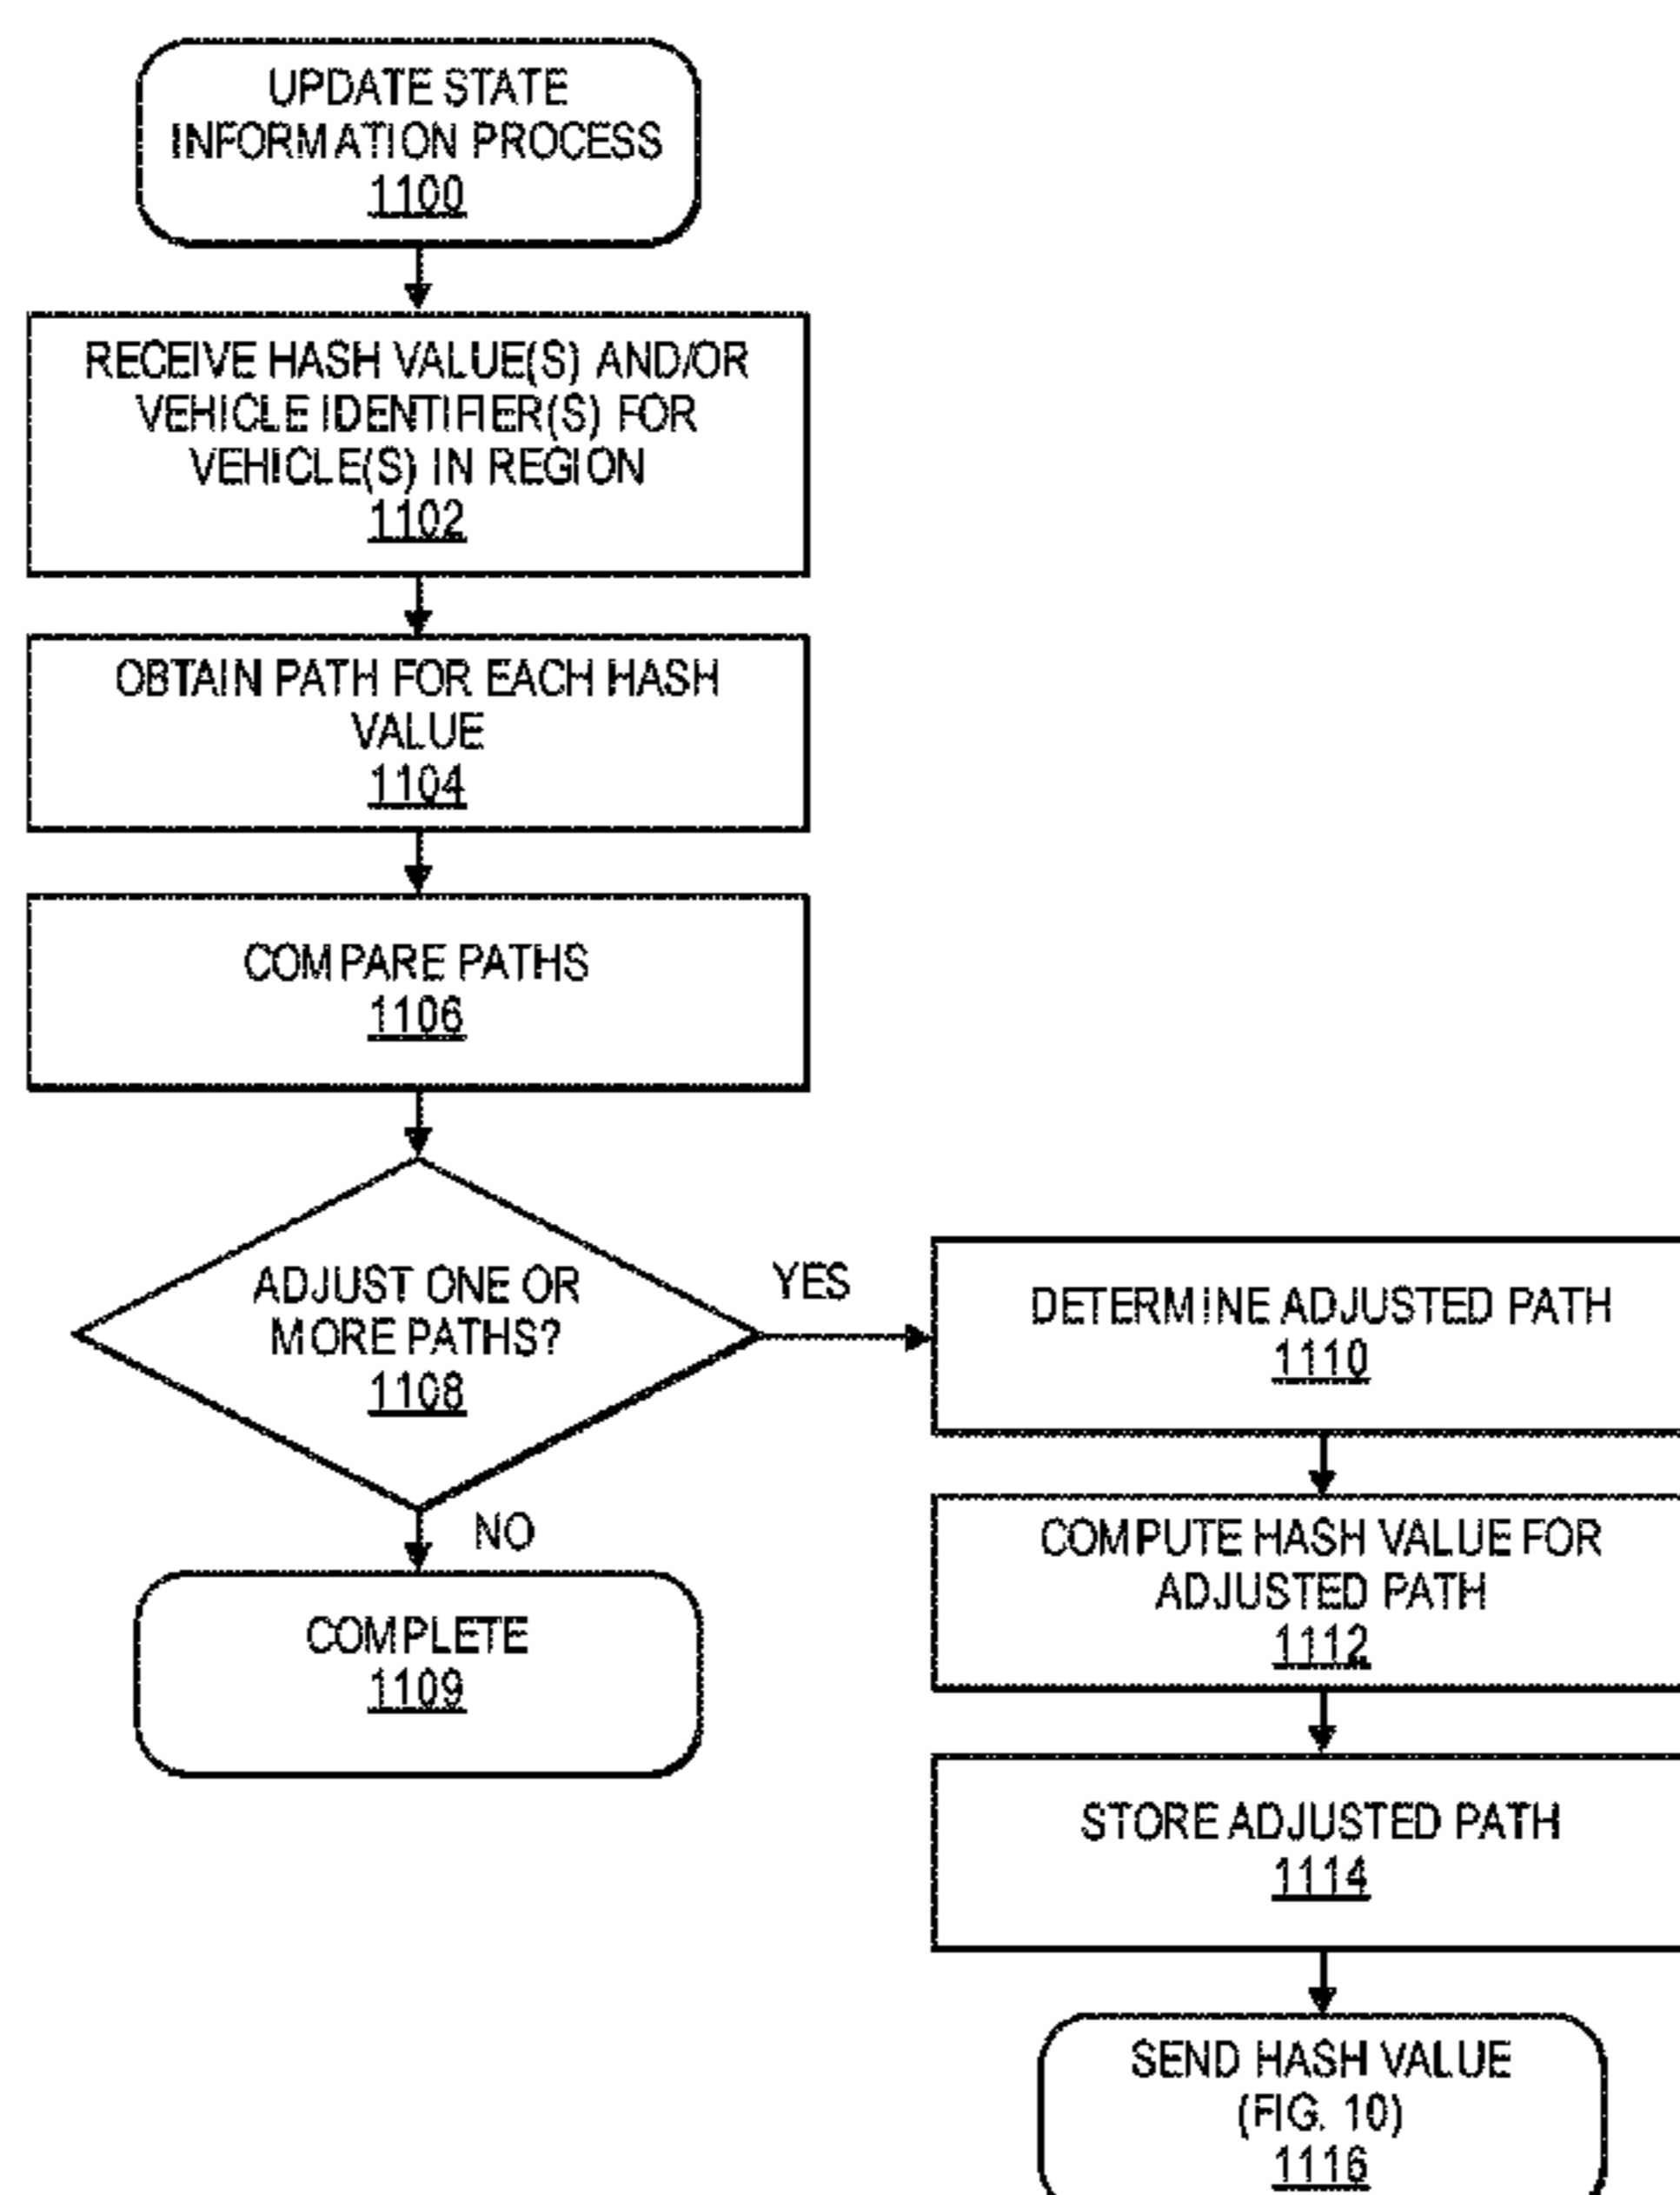 UPDATE STATE
INFORMATION PROCESS
1100
RECEIVE HASH VALUE(S) AND/OR
VEHICLE IDENTIFIER(S) FOR
VEHICLE(S) IN REGION
1102
OBTAIN PATH FOR EACH HASH
VALUE
1104
COMPARE PATHS
1106
ADJUST ONE OR
MORE PATHS?
1108
YES
NO
COMPLETE
1109
DETERMINE ADJUSTED PATH
1110
COMPUTE HASH VALUE FOR
ADJUSTED PATH
1112
STORE ADJUSTED PATH
1114
SEND HASH VALUE
(FIG. 10)
1116